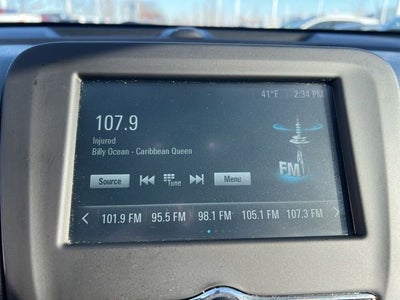 41°F 2:34 PM
107.9
Injured
Billy Ocean - Caribbean Queen
FM
Source Tune Menu
101.9 FM 95.5 FM 98.1 FM 105.1 FM 107.3 FM